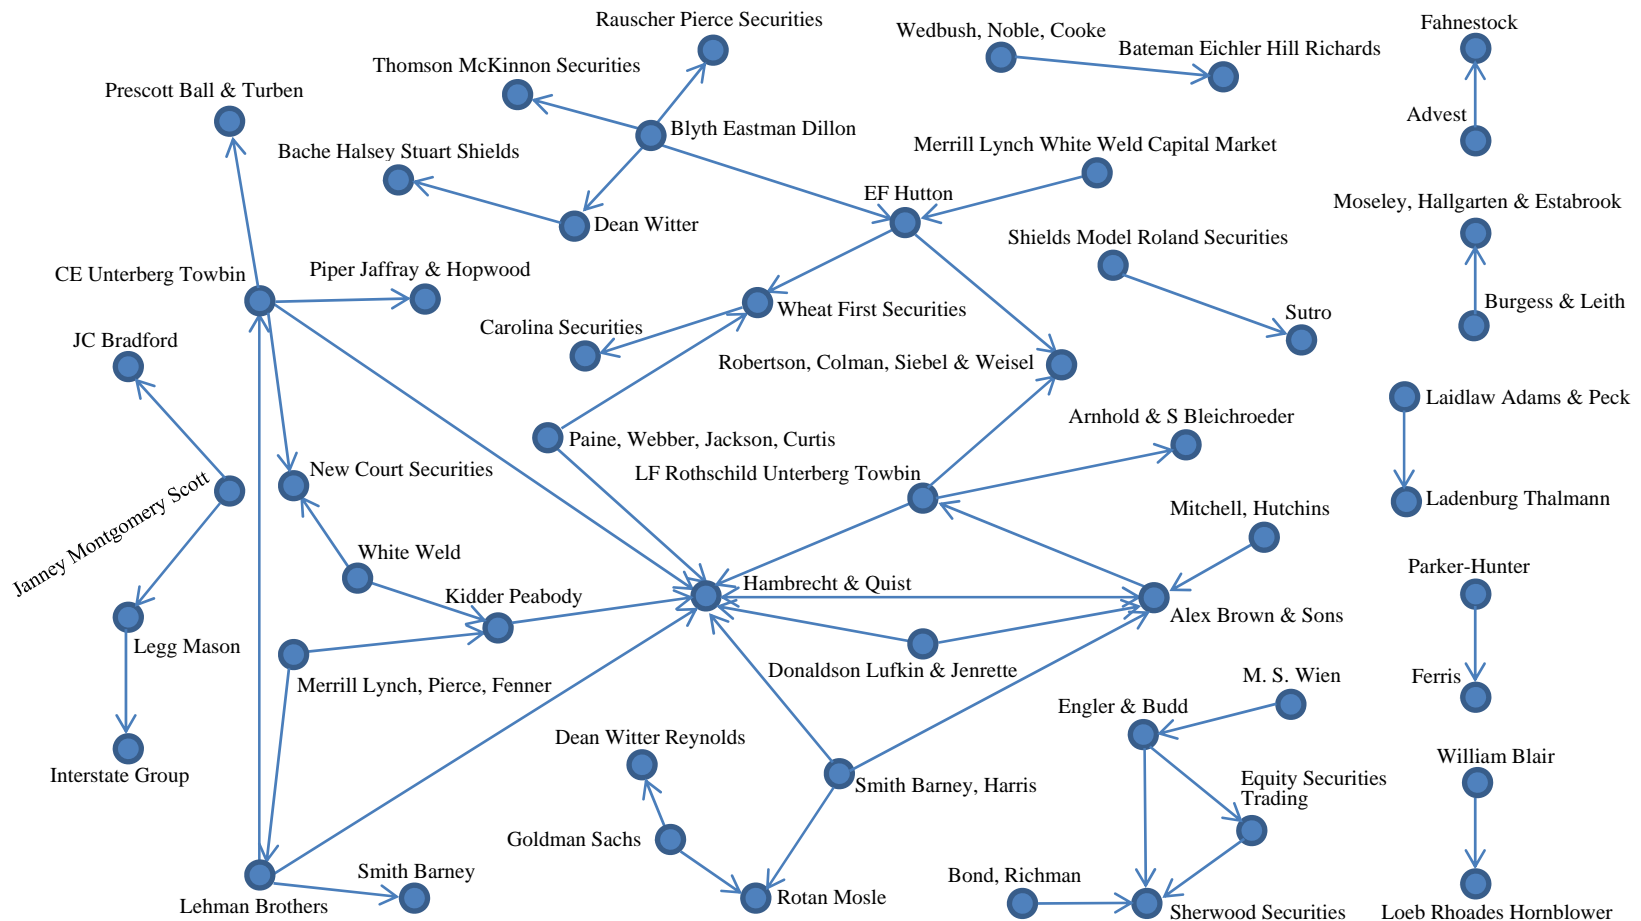 Rauscher Pierce Securities
Fahnestock
Wedbush, Noble, Cooke
Bateman Eichler Hill Richards
Thomson McKinnon Securities
Prescott Ball & Turben
Advest
Blyth Eastman Dillon
Merrill Lynch White Weld Capital Market
Bache Halsey Stuart Shields
EF Hutton
Moseley, Hallgarten & Estabrook
Dean Witter
Shields Model Roland Securities
Piper Jaffray & Hopwood
CE Unterberg Towbin
Burgess & Leith
Wheat First Securities
Sutro
Carolina Securities
JC Bradford
Robertson, Colman, Siebel & Weisel
Laidlaw Adams & Peck
Arnhold & S Bleichroeder
Paine, Webber, Jackson, Curtis
New Court Securities
LF Rothschild Unterberg Towbin
Ladenburg Thalmann
Janney Montgomery Scott
Mitchell, Hutchins
White Weld
Parker-Hunter
Hambrecht & Quist
Kidder Peabody
Alex Brown & Sons
Legg Mason
Donaldson Lufkin & Jenrette
M. S. Wien
Ferris
Merrill Lynch, Pierce, Fenner
Engler & Budd
Dean Witter Reynolds
William Blair
Interstate Group
Equity Securities
Trading
Smith Barney, Harris
Goldman Sachs
Smith Barney
Bond, Richman
Rotan Mosle
Lehman Brothers
Sherwood Securities
Loeb Rhoades Hornblower